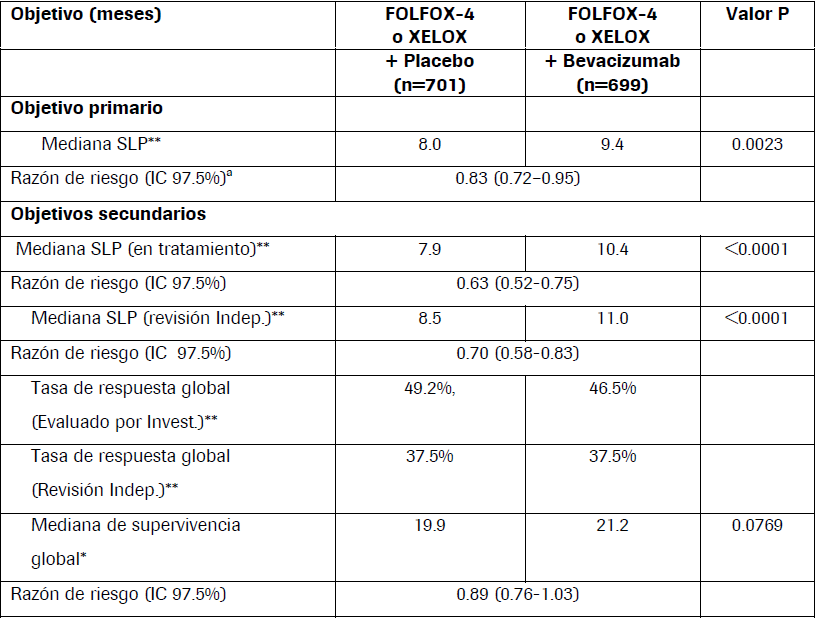 Objetivo (meses) FOLFOX-4 FOLFOX-4 Valor P
o XELOX o XELOX
+ Placebo + Bevacizumab
(n=701) (n=699)
Objetivo primario
Mediana SLP** 8.0 9.4 0.0023
Razón de riesgo (IC 97.5%)ª 0.83 (0.72–0.95)
Objetivos secundarios
Mediana SLP (en tratamiento)** 7.9 10.4 <0.0001
Razón de riesgo (IC 97.5%) 0.63 (0.52-0.75)
Mediana SLP (revisión Indep.)** 8.5 11.0 <0.0001
Razón de riesgo (IC 97.5%) 0.70 (0.58-0.83)
Tasa de respuesta global 49.2%, 46.5%
(Evaluado por Invest.)**
Tasa de respuesta global 37.5% 37.5%
(Revisión Indep.)**
Mediana de supervivencia 19.9 21.2 0.0769
global*
Razón de riesgo (IC 97.5%) 0.89 (0.76-1.03)